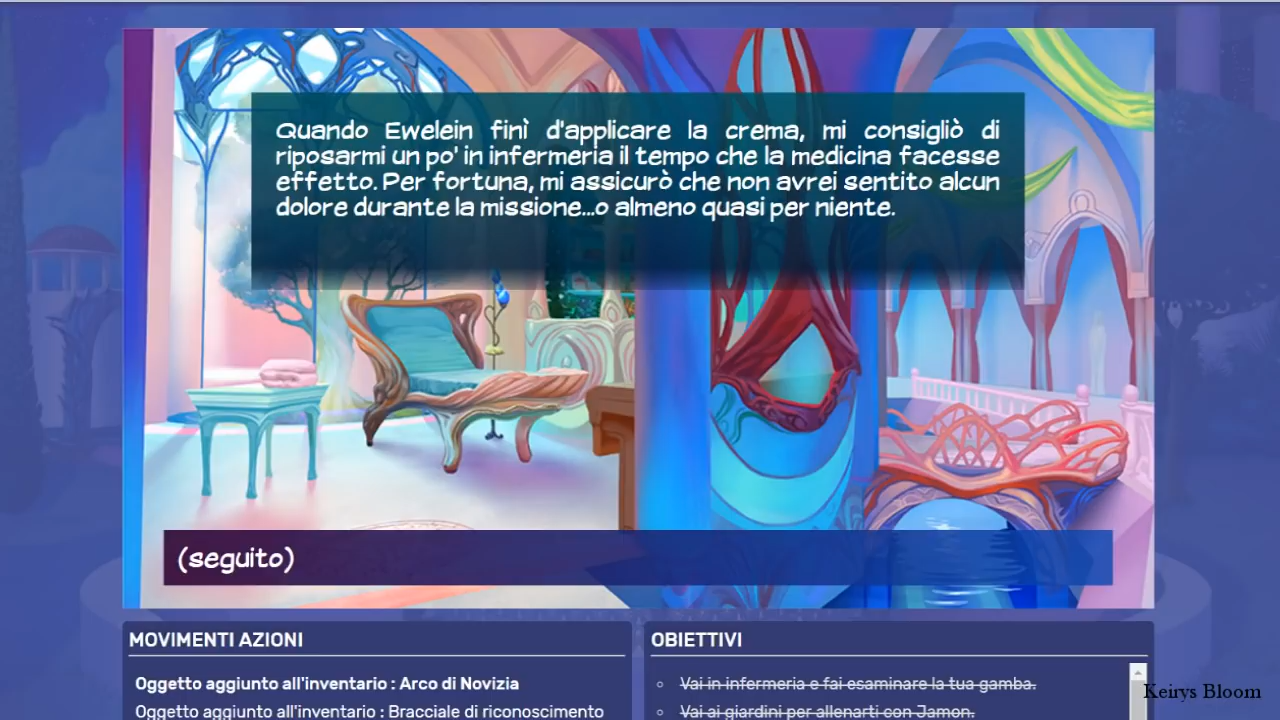 Quando Ewelein finì d'applicare la crema, mi consigliò di
riposarmi un po' in infermeria il tempo che la medicina facesse
effetto. Per fortuna, mi assicurò che non avrei sentito alcun
dolore durante la missione...o almeno quasi per niente.
(seguito)
MOVIMENTI AZIONI
Oggetto aggiunto all'inventario : Arco di Novizia
Oggetto aggiunto all'inventario : Bracciale di riconoscimento
OBIETTIVI
Vai in infermeria e fai esaminare la tua gamba.
Vai ai giardini per allenarti con Jamon.
Keirys Bloom